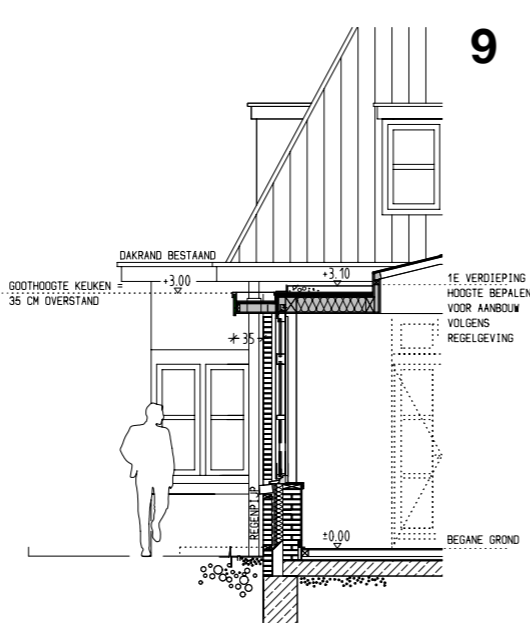 9
DAKRAND BESTAAND
GOOTHOOGTE KEUKEN =
35 CM OVERSTAND
+3.00
+3.10
1E VERDIEPING
HOOGTE BEPALEN
VOOR AANBOUW
VOLGENS
REGELGEVING
35
REGENPIJP
±0.00
BEGANE GROND